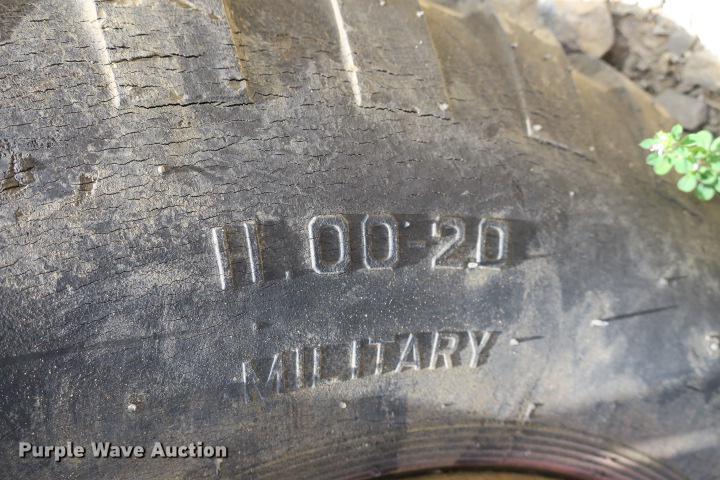 11.00-20
MILITARY
Purple Wave Auction